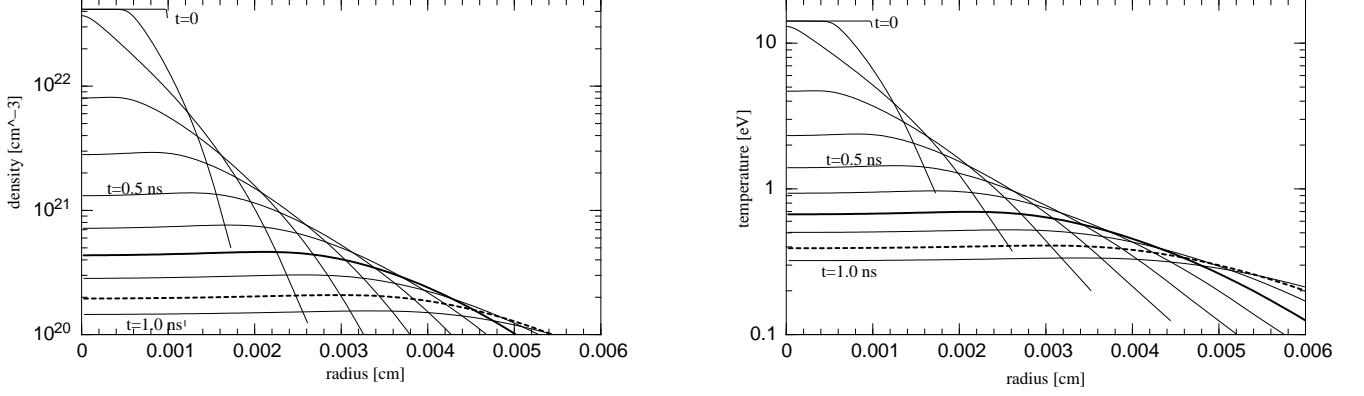 t=0
10^22
density [cm^−3]
t=0.5 ns
10^21
t=1.0 ns
10^20
0 0.001 0.002 0.003 0.004 0.005 0.006
radius [cm]
t=0
10
temperature [eV]
t=0.5 ns
1
t=1.0 ns
0.1
0 0.001 0.002 0.003 0.004 0.005 0.006
radius [cm]